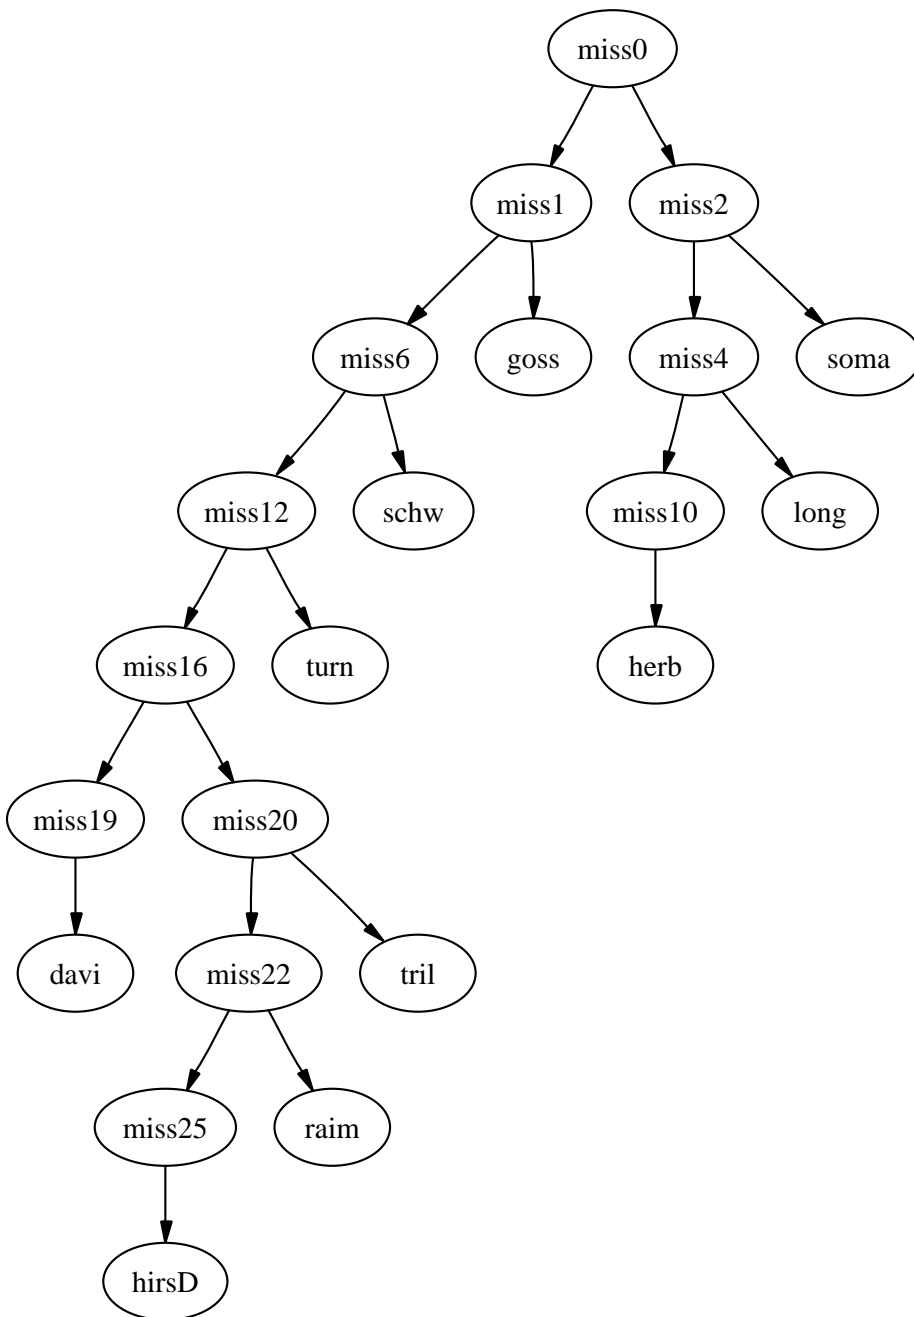 miss0
miss1 miss2
miss6 goss miss4 soma
miss12 schw miss10 long
miss16 turn herb
miss19 miss20
davi miss22 tril
miss25 raim
hirsD